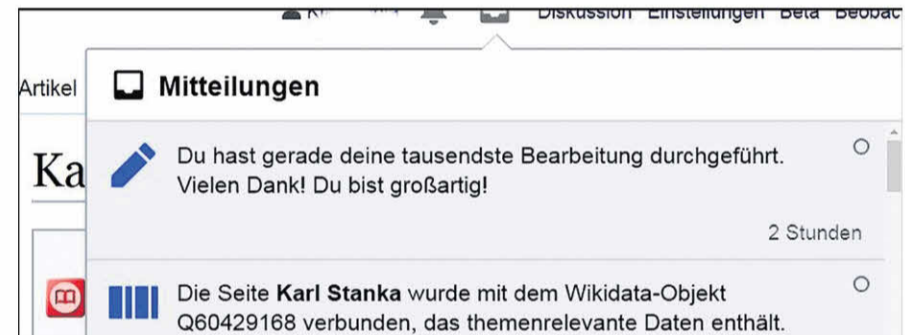 Diskussion Einstellungen Beta Beobac
Artikel
Mitteilungen
Ka
Du hast gerade deine tausendste Bearbeitung durchgeführt.
Vielen Dank! Du bist großartig!
2 Stunden
Die Seite Karl Stanka wurde mit dem Wikidata-Objekt
Q60429168 verbunden, das themenrelevante Daten enthält.